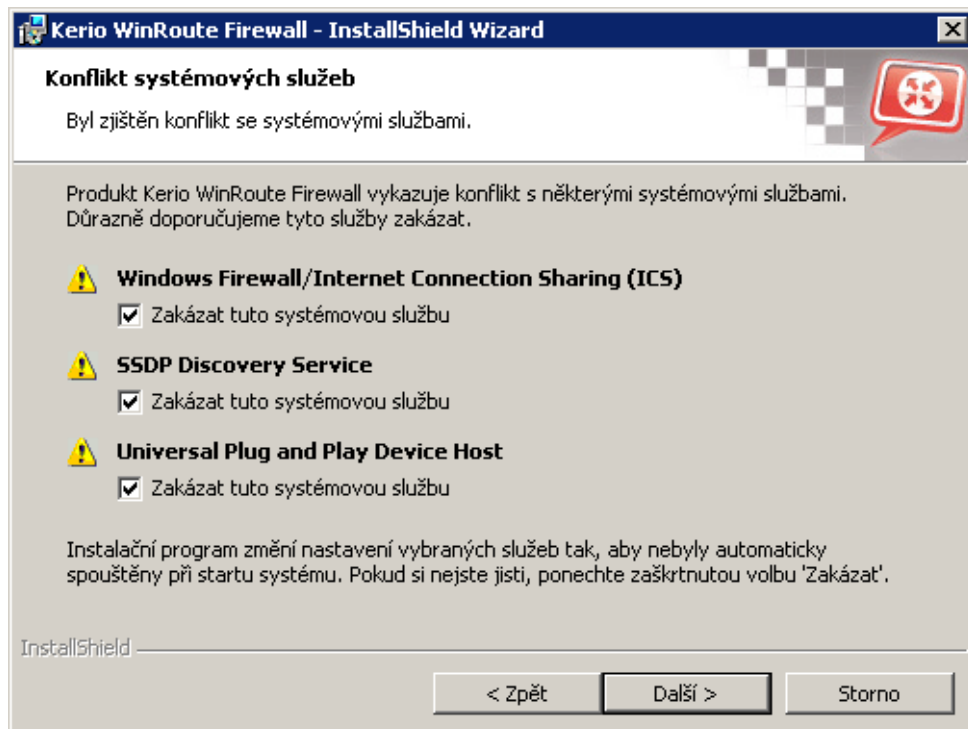 Kerio WinRoute Firewall - InstallShield Wizard
Konflikt systémových služeb
Byl zjištěn konflikt se systémovými službami.
Produkt Kerio WinRoute Firewall vykazuje konflikt s některými systémovými službami.
Důrazně doporučujeme tyto služby zakázat.
Windows Firewall/Internet Connection Sharing (ICS)
Zakázat tuto systémovou službu
SSDP Discovery Service
Zakázat tuto systémovou službu
Universal Plug and Play Device Host
Zakázat tuto systémovou službu
Instalační program změní nastavení vybraných služeb tak, aby nebyly automaticky
spouštěny při startu systému. Pokud si nejste jisti, ponechte zaškrtnutou volbu 'Zakázat'.
InstallShield
< Zpět
Další >
Storno